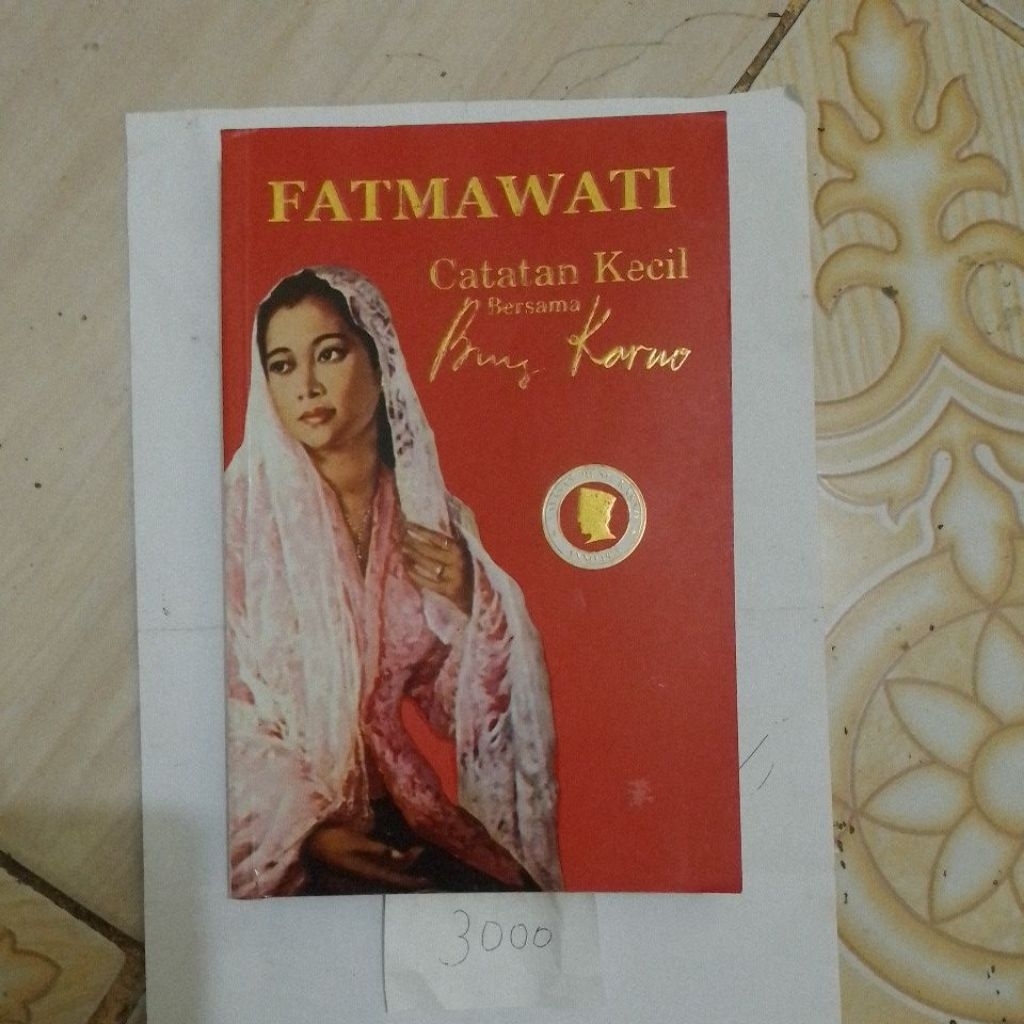 FATMAWATI
Catatan Kecil
Bersama
Bung Karno
3000